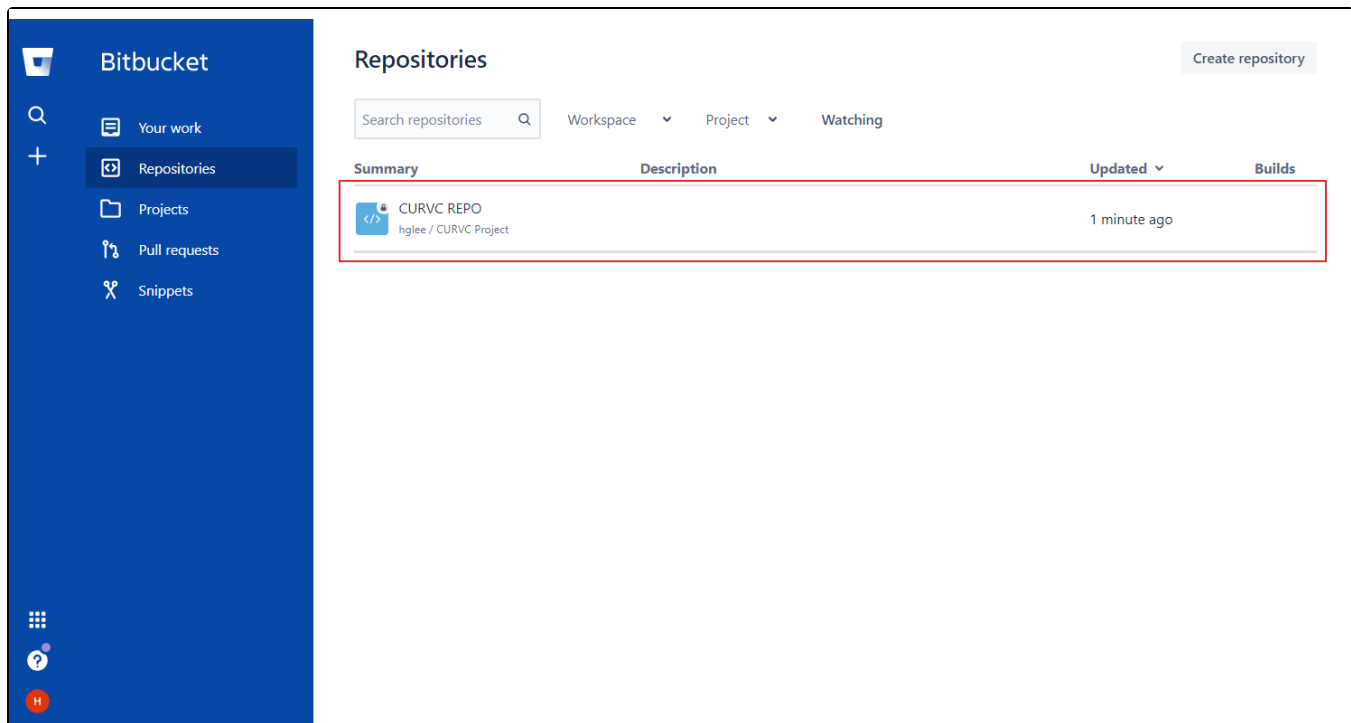 Bitbucket
Your work
Repositories
Projects
Pull requests
Snippets
?
H
Repositories
Create repository
Search repositories
Workspace
Project
Watching
Summary
Description
Updated
Builds
</>
CURVC REPO
hglee / CURVC Project
1 minute ago